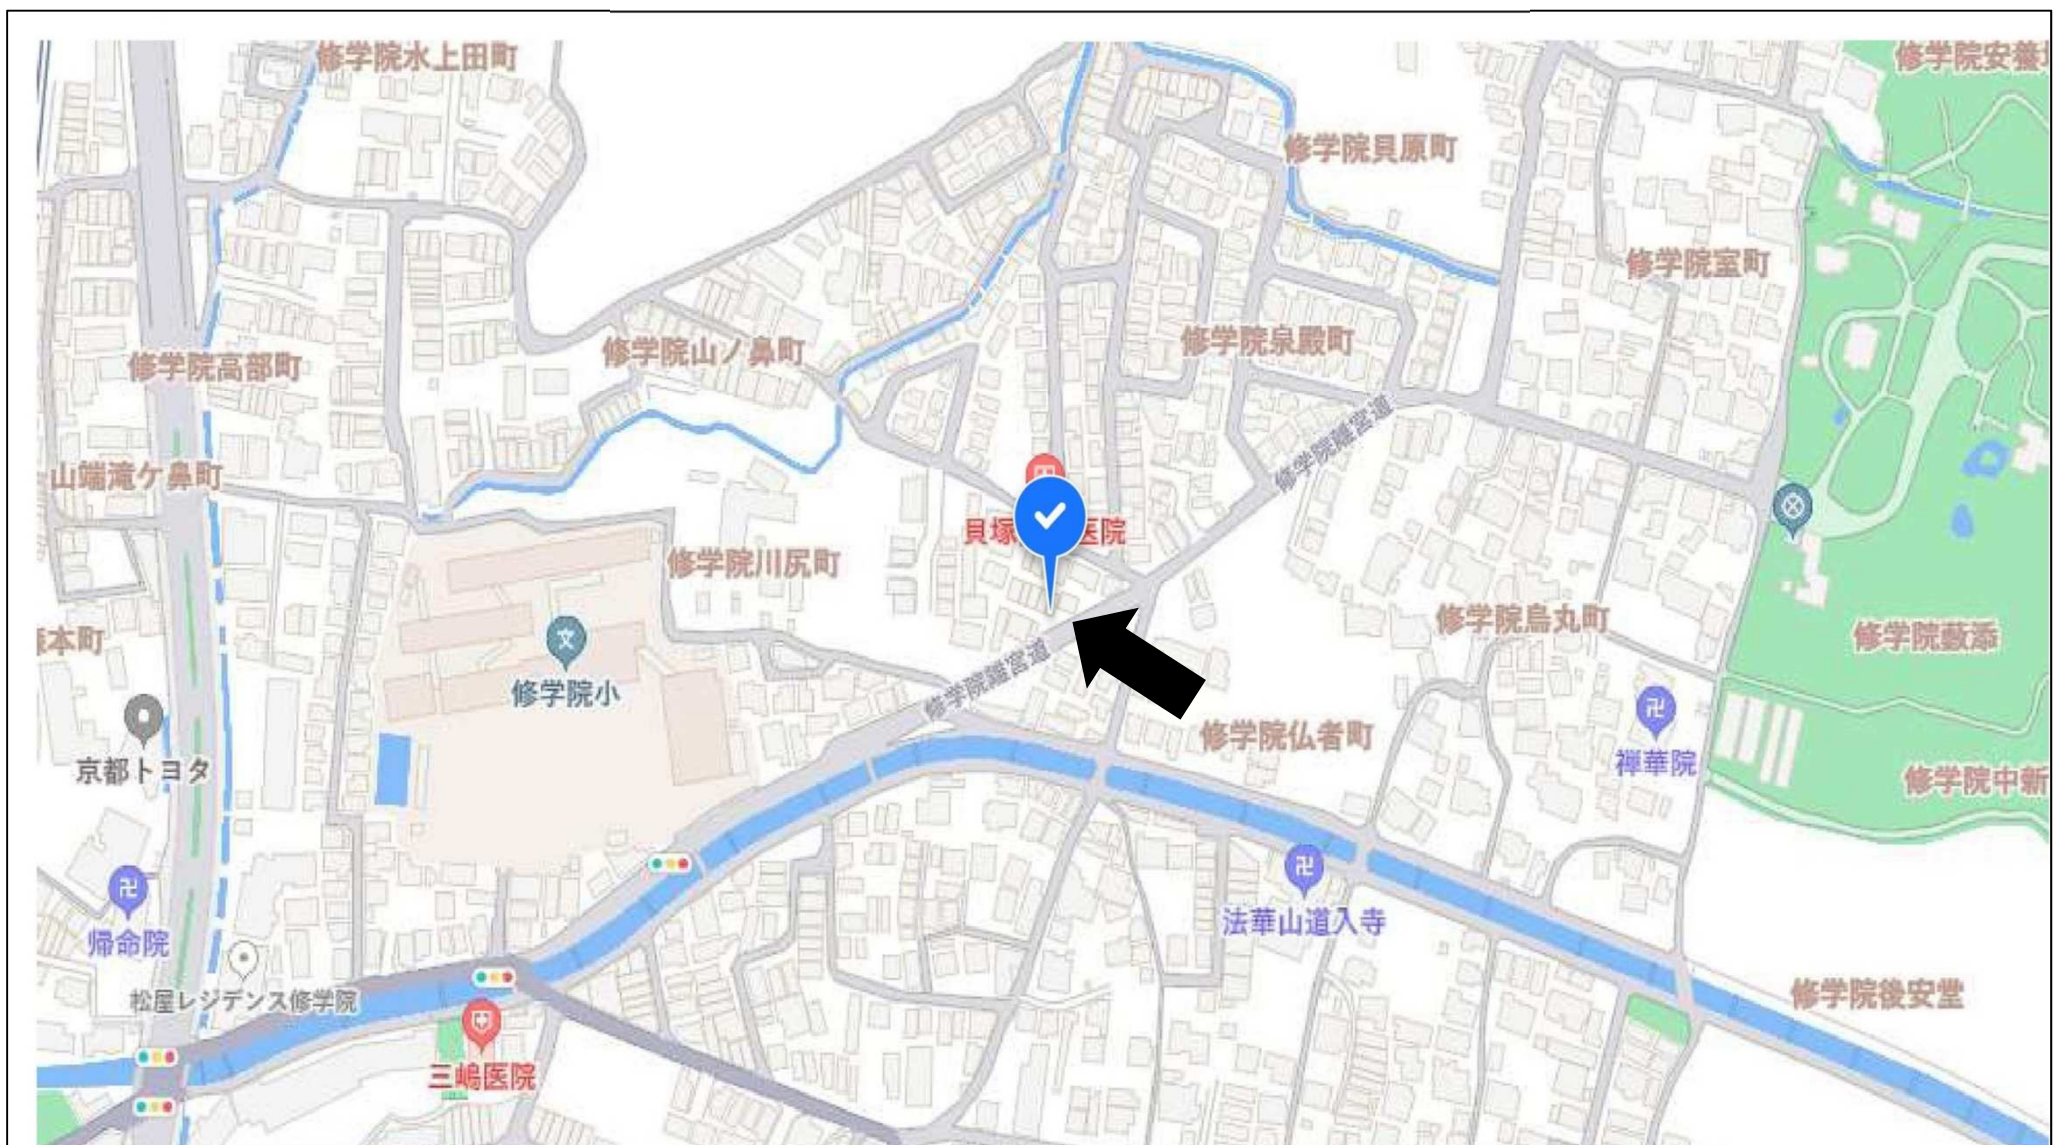 修学院水上田町
修学院安養
修学院貝原町
修学院室町
修学院泉殿町
修学院山ノ鼻町
修学院高部町
修学院離宮道
山端滝ケ鼻町
貝塚
医院
修学院川尻町
修学院烏丸町
修学院藪添
本町
修学院小
修学院離宮道
修学院仏者町
禅華院
京都トヨタ
修学院中新
法華山道入寺
帰命院
松屋レジデンス修学院
修学院後安堂
三嶋医院